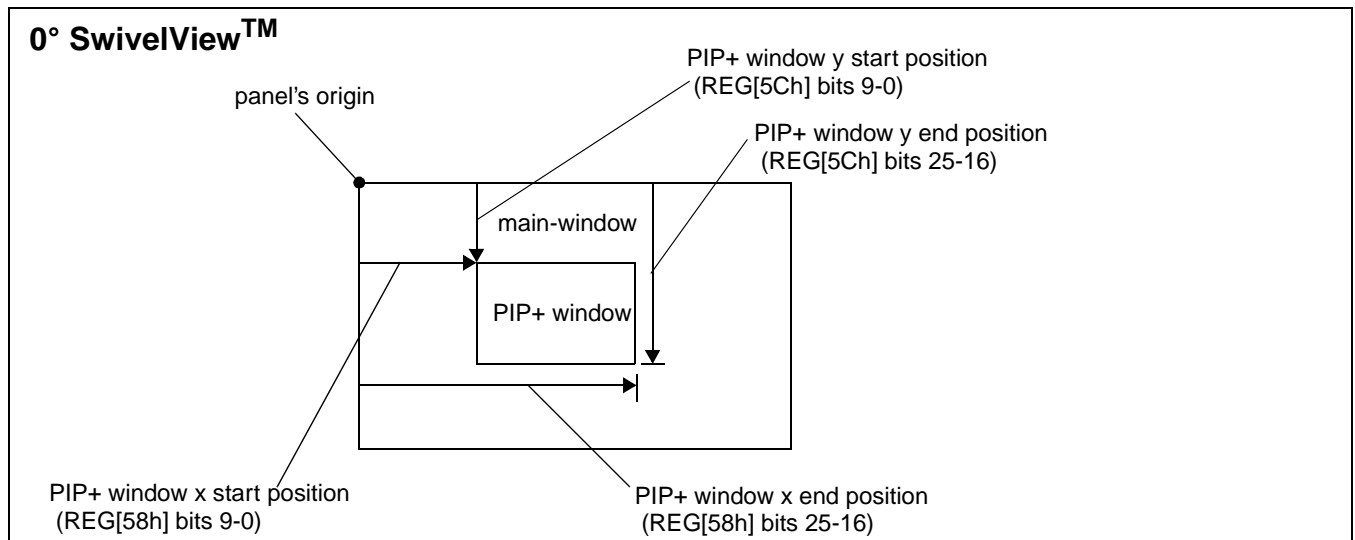 0° SwivelView™
PIP+ window y start position
(REG[5Ch] bits 9-0)
panel's origin
PIP+ window y end position
(REG[5Ch] bits 25-16)
main-window
PIP+ window
PIP+ window x start position
(REG[58h] bits 9-0)
PIP+ window x end position
(REG[58h] bits 25-16)